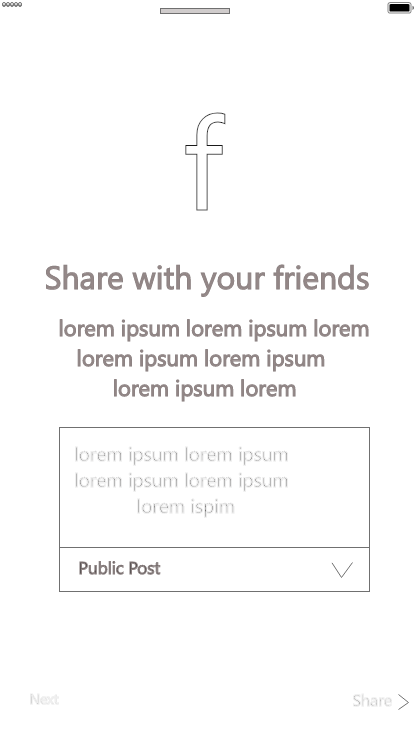 f
Share with your friends
lorem ipsum lorem ipsum lorem
lorem ipsum lorem ipsum
lorem ipsum lorem
lorem ipsum lorem ipsum
lorem ipsum lorem ipsum
lorem ispim
Public Post
Next
Share